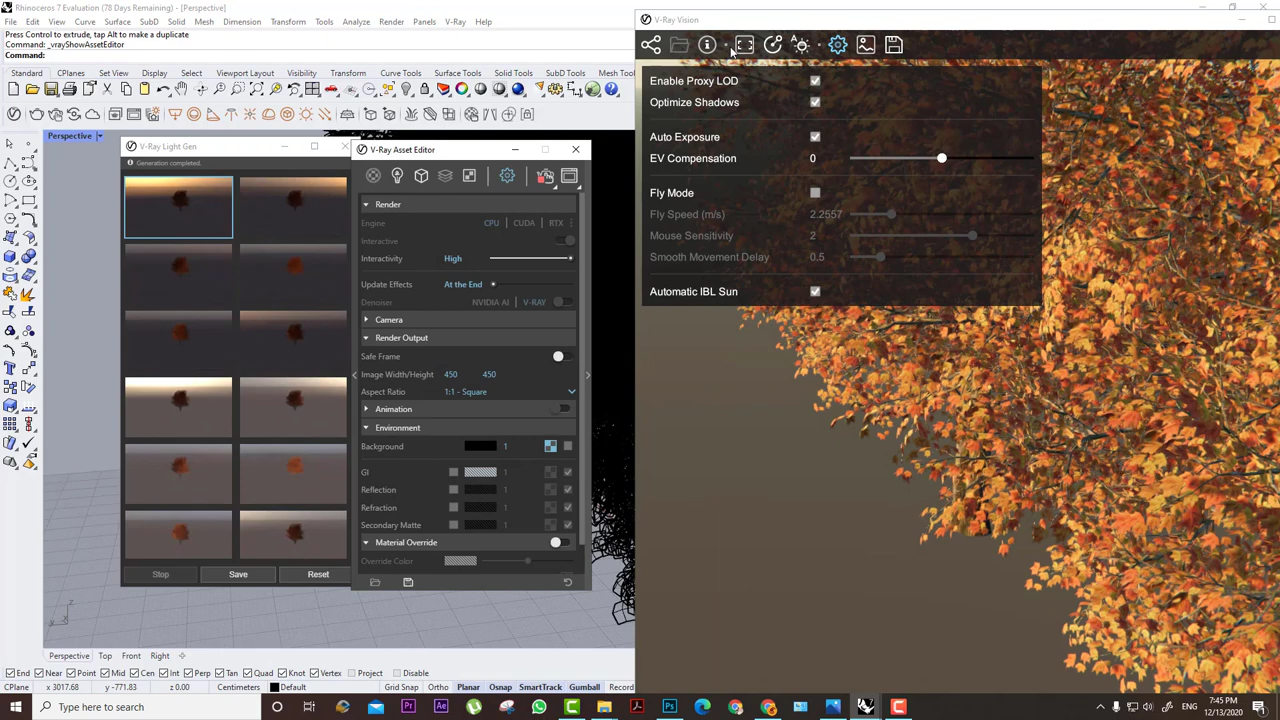 Rhinoceros 7 Evaluation (78 Days Remaining) - [Perspective]
File Edit View Curve Surface SubD Solid Mesh Dimension Transform Tools Analyze Render Panels V-Ray Help
Press Control to extrude, tap Alt to make a duplicate
Command: _vrayShowAssetEditor
Command:
Standard CPlanes Set View Display Select Viewport Layout Visibility Transform Curve Tools Surface Tools Solid Tools SubD Tools Mesh Tools
Perspective
V-Ray Light Gen
Generation completed.
Stop Save Reset
V-Ray Asset Editor
Render
Engine CPU CUDA RTX
Interactive
Interactivity High
Update Effects At the End
Denoiser NVIDIA AI V-RAY
Camera
Render Output
Safe Frame
Image Width/Height 450 450
Aspect Ratio 1:1 - Square
Animation
Environment
Background 1
GI 1
Reflection 1
Refraction 1
Secondary Matte 1
Material Override
Override Color
V-Ray Vision
Enable Proxy LOD
Optimize Shadows
Auto Exposure
EV Compensation 0
Fly Mode
Fly Speed (m/s) 2.2557
Mouse Sensitivity 2
Smooth Movement Delay 0.5
Automatic IBL Sun
z
x
Perspective Top Front Right
End Near Point Mid Cen Int Perp Tan Quad Knot Vertex Project Disable
CPlane x 3017.68 y -771.83 z 0.00 Centimeters Default Grid Snap Ortho Planar Osnap SmartTrack Gumball Record
Type here to search
Pr Ae Ps
ENG
7:45 PM
12/13/2020
1